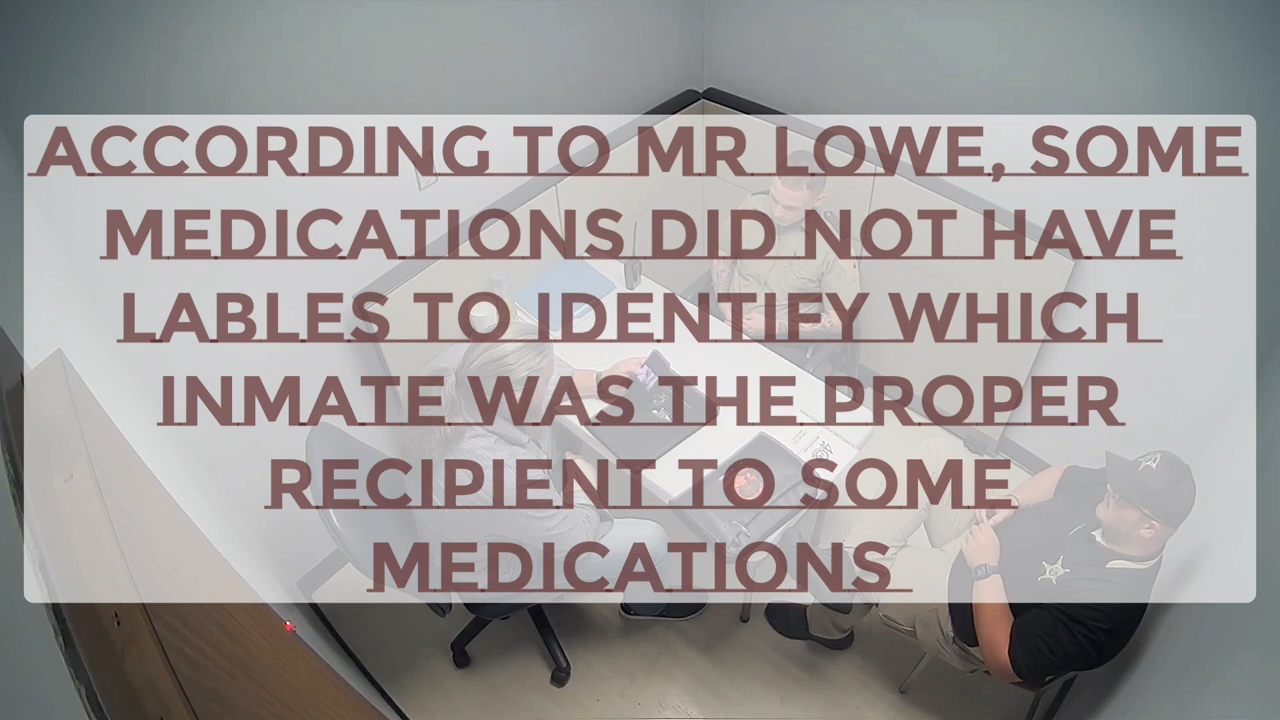 ACCORDING TO MR LOWE, SOME
MEDICATIONS DID NOT HAVE
LABLES TO IDENTIFY WHICH
INMATE WAS THE PROPER
RECIPIENT TO SOME
MEDICATIONS